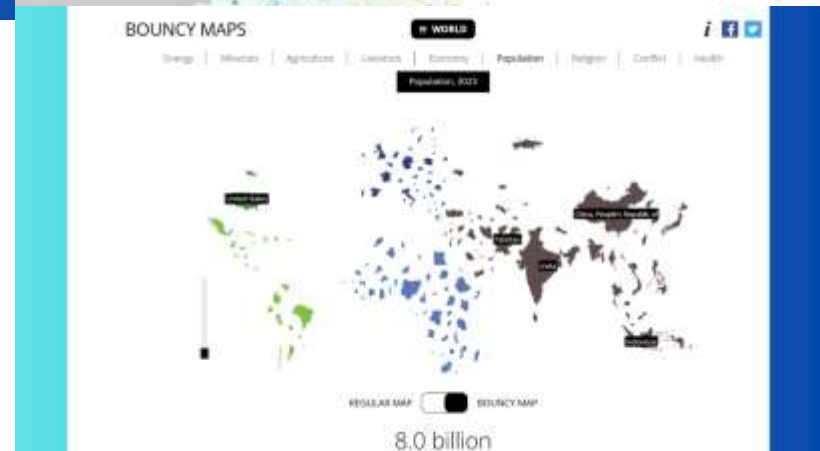 BOUNCY MAPS
WORLD
i
Energy | Minerals | Agriculture | Livestock | Economy | Population | Religion | Conflict | Health
Population, 2023
United States
China, People's Republic of
Pakistan
India
Indonesia
REGULAR MAP BOUNCY MAP
8.0 billion